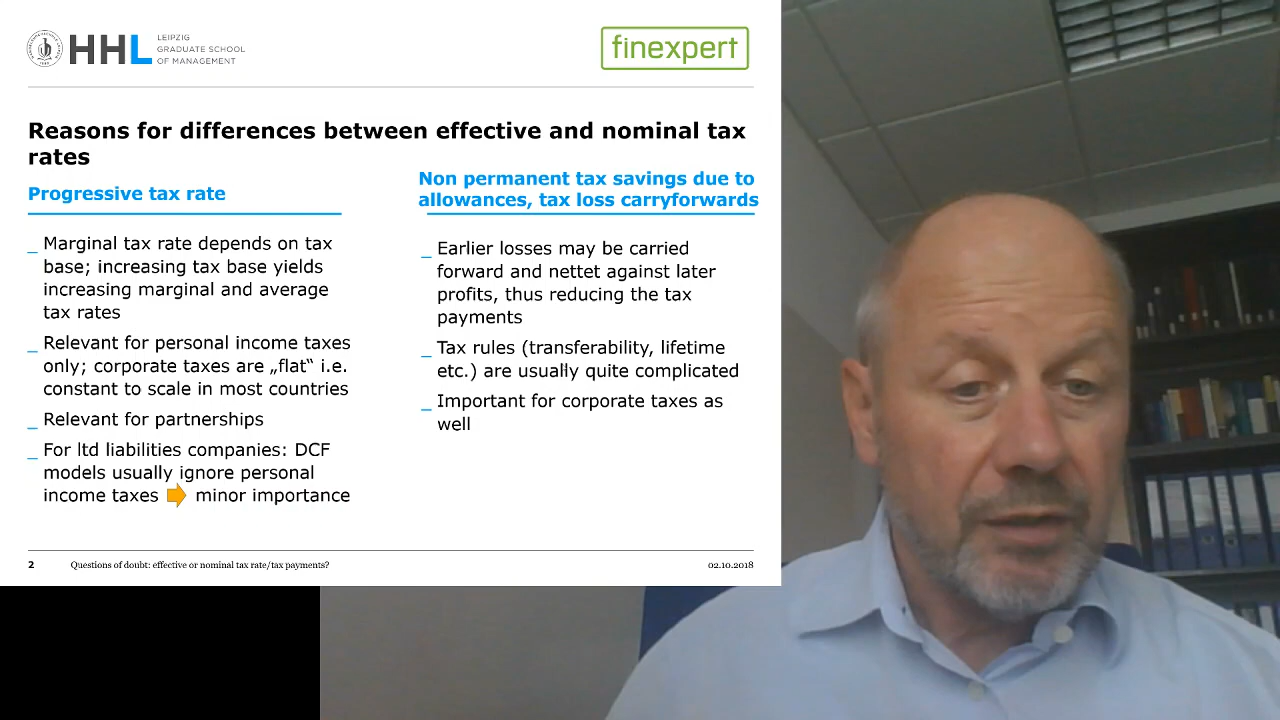 HHL
LEIPZIG
GRADUATE SCHOOL
OF MANAGEMENT
finexpert
Reasons for differences between effective and nominal tax
rates
Progressive tax rate
_ Marginal tax rate depends on tax
base; increasing tax base yields
increasing marginal and average
tax rates
_ Relevant for personal income taxes
only; corporate taxes are „flat“ i.e.
constant to scale in most countries
_ Relevant for partnerships
_ For ltd liabilities companies: DCF
models usually ignore personal
income taxes minor importance
Non permanent tax savings due to
allowances, tax loss carryforwards
_ Earlier losses may be carried
forward and nettet against later
profits, thus reducing the tax
payments
_ Tax rules (transferability, lifetime
etc.) are usually quite complicated
_ Important for corporate taxes as
well
2 Questions of doubt: effective or nominal tax rate/tax payments? 02.10.2018